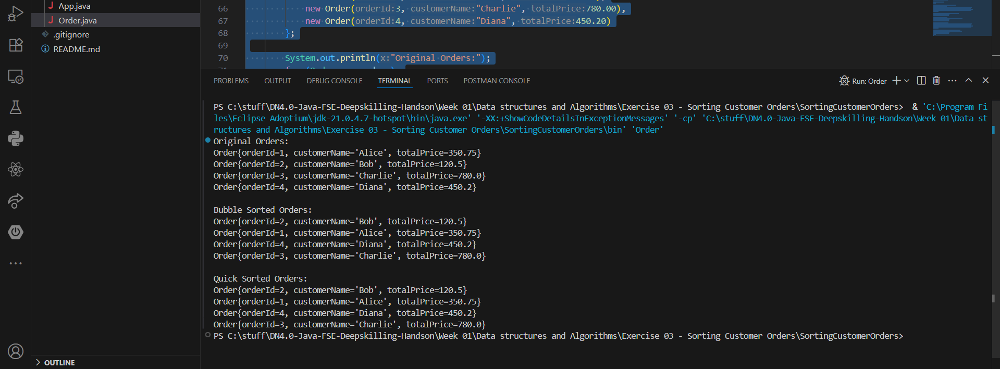 App.java
Order.java
.gitignore
README.md
OUTLINE
66 new Order(orderId:3, customerName:"Charlie", totalPrice:780.00),
67 new Order(orderId:4, customerName:"Diana", totalPrice:450.20)
68 };
69
70 System.out.println(x:"Original Orders:");
PROBLEMS OUTPUT DEBUG CONSOLE TERMINAL PORTS POSTMAN CONSOLE Run: Order
PS C:\stuff\DN4.0-Java-FSE-Deepskilling-Handson\Week 01\Data structures and Algorithms\Exercise 03 - Sorting Customer Orders\SortingCustomerOrders> & 'C:\Program Fi
les\Eclipse Adoptium\jdk-21.0.4.7-hotspot\bin\java.exe' '-XX:+ShowCodeDetailsInExceptionMessages' '-cp' 'C:\stuff\DN4.0-Java-FSE-Deepskilling-Handson\Week 01\Data st
ructures and Algorithms\Exercise 03 - Sorting Customer Orders\SortingCustomerOrders\bin' 'Order'
Original Orders:
Order{orderId=1, customerName='Alice', totalPrice=350.75}
Order{orderId=2, customerName='Bob', totalPrice=120.5}
Order{orderId=3, customerName='Charlie', totalPrice=780.0}
Order{orderId=4, customerName='Diana', totalPrice=450.2}
Bubble Sorted Orders:
Order{orderId=2, customerName='Bob', totalPrice=120.5}
Order{orderId=1, customerName='Alice', totalPrice=350.75}
Order{orderId=4, customerName='Diana', totalPrice=450.2}
Order{orderId=3, customerName='Charlie', totalPrice=780.0}
Quick Sorted Orders:
Order{orderId=2, customerName='Bob', totalPrice=120.5}
Order{orderId=1, customerName='Alice', totalPrice=350.75}
Order{orderId=4, customerName='Diana', totalPrice=450.2}
Order{orderId=3, customerName='Charlie', totalPrice=780.0}
PS C:\stuff\DN4.0-Java-FSE-Deepskilling-Handson\Week 01\Data structures and Algorithms\Exercise 03 - Sorting Customer Orders\SortingCustomerOrders>